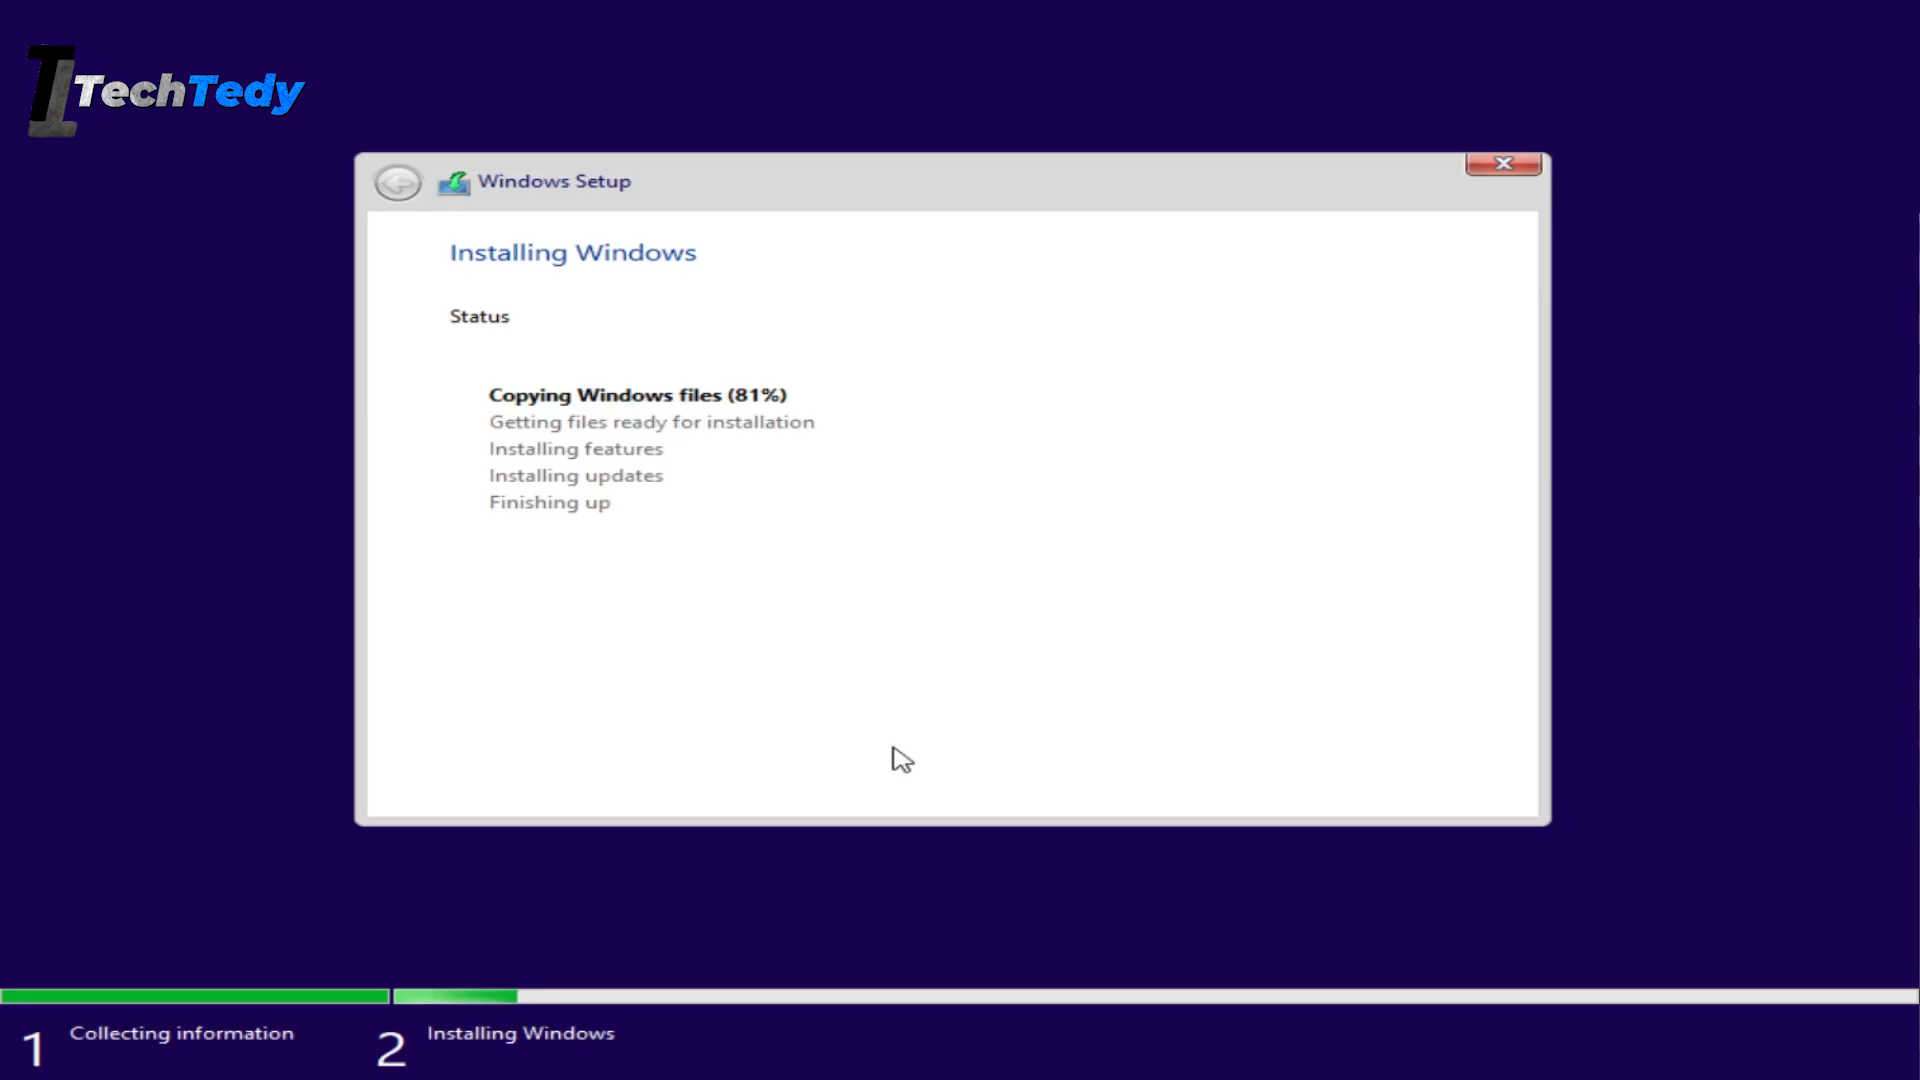 TechTedy
Windows Setup
Installing Windows
Status
Copying Windows files (81%)
Getting files ready for installation
Installing features
Installing updates
Finishing up
1 Collecting information
2 Installing Windows